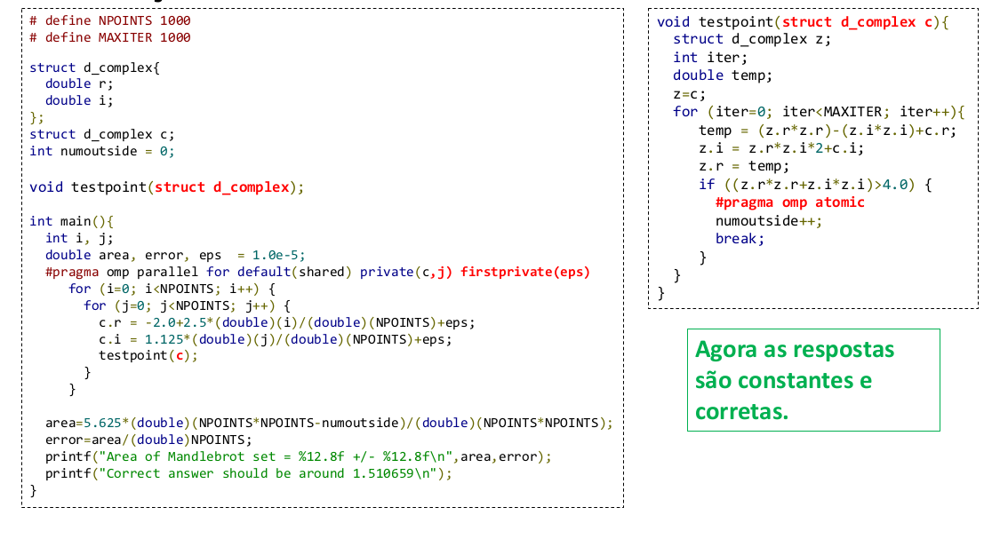 # define NPOINTS 1000
# define MAXITER 1000
struct d_complex{
double r;
double i;
};
struct d_complex c;
int numoutside = 0;
void testpoint(struct d_complex);
int main(){
int i, j;
double area, error, eps  = 1.0e-5;
#pragma omp parallel for default(shared) private(c,j) firstprivate(eps)
for (i=0; i<NPOINTS; i++) {
for (j=0; j<NPOINTS; j++) {
c.r = -2.0+2.5*(double)(i)/(double)(NPOINTS)+eps;
c.i = 1.125*(double)(j)/(double)(NPOINTS)+eps;
testpoint(c);
}
}
area=5.625*(double)(NPOINTS*NPOINTS-numoutside)/(double)(NPOINTS*NPOINTS);
error=area/(double)NPOINTS;
printf("Area of Mandlebrot set = %12.8f +/- %12.8f\n",area,error);
printf("Correct answer should be around 1.510659\n");
}
void testpoint(struct d_complex c){
struct d_complex z;
int iter;
double temp;
z=c;
for (iter=0; iter<MAXITER; iter++){
temp = (z.r*z.r)-(z.i*z.i)+c.r;
z.i = z.r*z.i*2+c.i;
z.r = temp;
if ((z.r*z.r+z.i*z.i)>4.0) {
#pragma omp atomic
numoutside++;
break;
}
}
}
Agora as respostas
são constantes e
corretas.